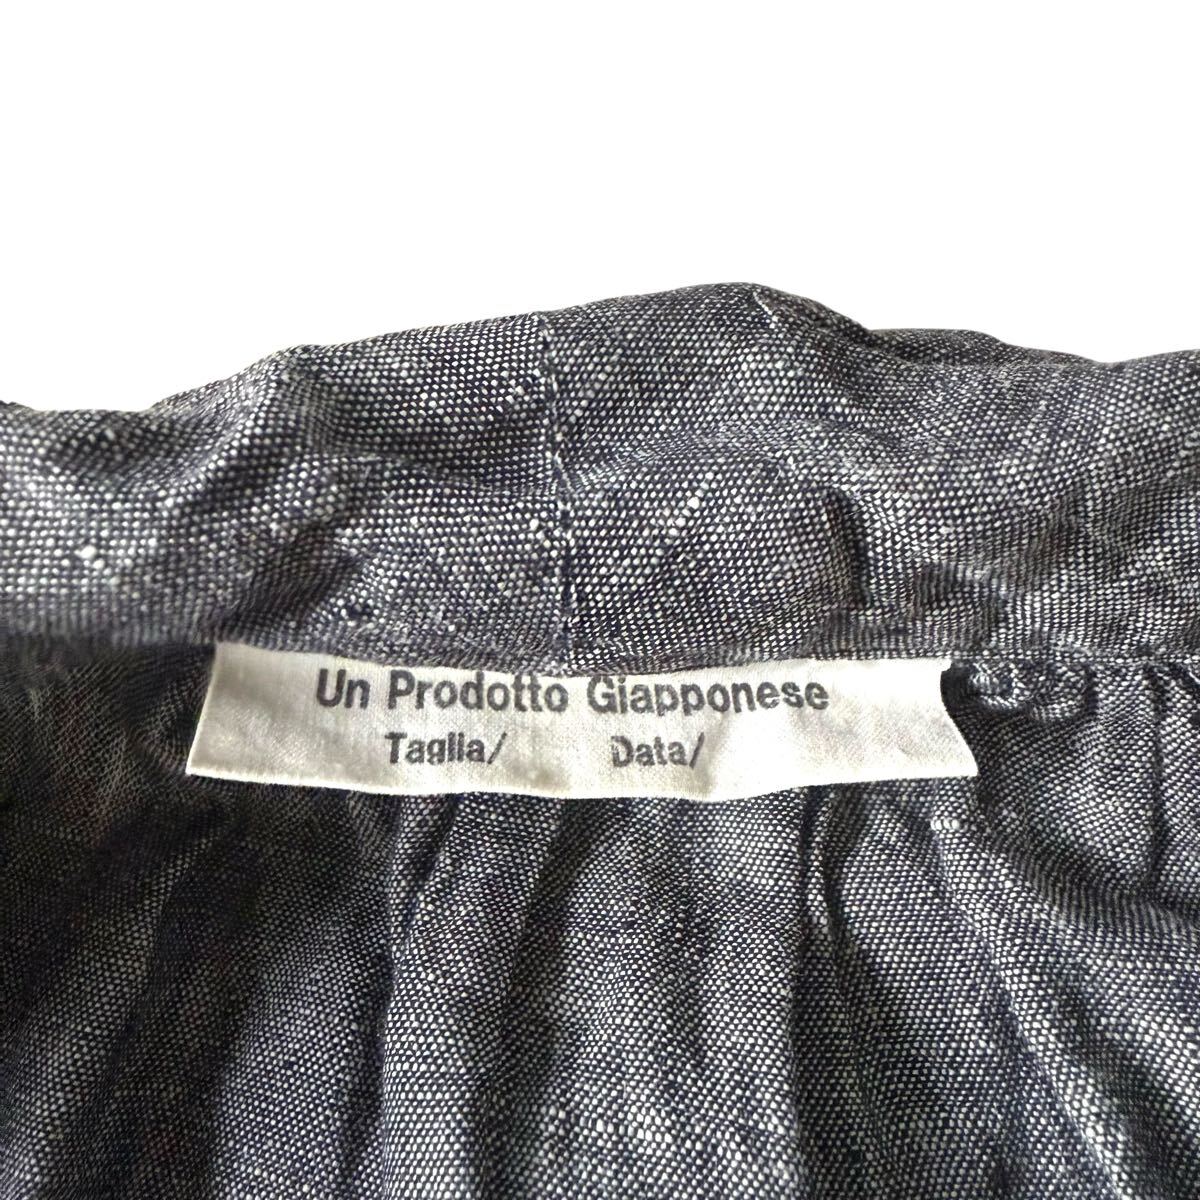 Un Prodotto Giapponese
Taglia/ Data/